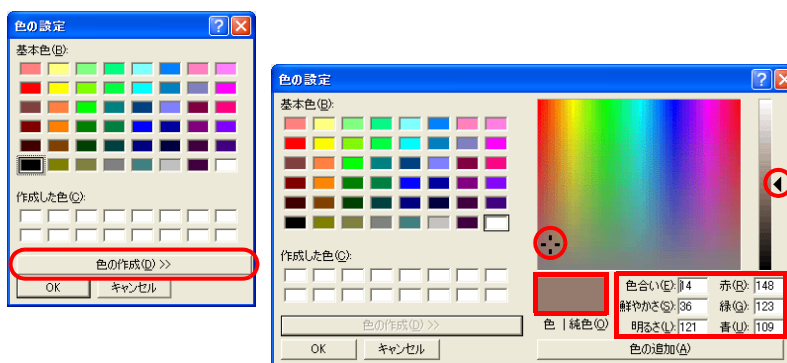 色の設定
基本色(B):
作成した色(C):
色の作成(D) >>
OK キャンセル
色の設定
基本色(B):
作成した色(C):
色の作成(D) >>
OK キャンセル
色 | 純色(O)
色合い(E): 14 赤(R): 148
鮮やかさ(S): 36 緑(G): 123
明るさ(L): 121 青(U): 109
色の追加(A)